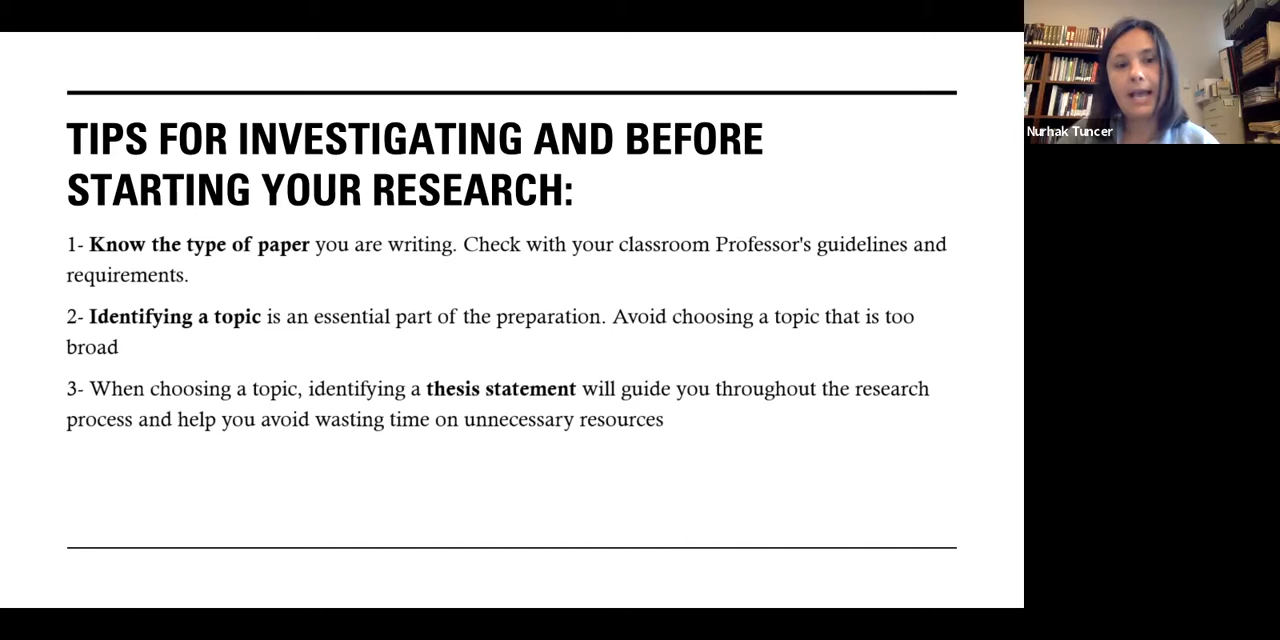 TIPS FOR INVESTIGATING AND BEFORE
STARTING YOUR RESEARCH:
1- Know the type of paper you are writing. Check with your classroom Professor's guidelines and
requirements.
2- Identifying a topic is an essential part of the preparation. Avoid choosing a topic that is too
broad
3- When choosing a topic, identifying a thesis statement will guide you throughout the research
process and help you avoid wasting time on unnecessary resources
Nurhak Tuncer